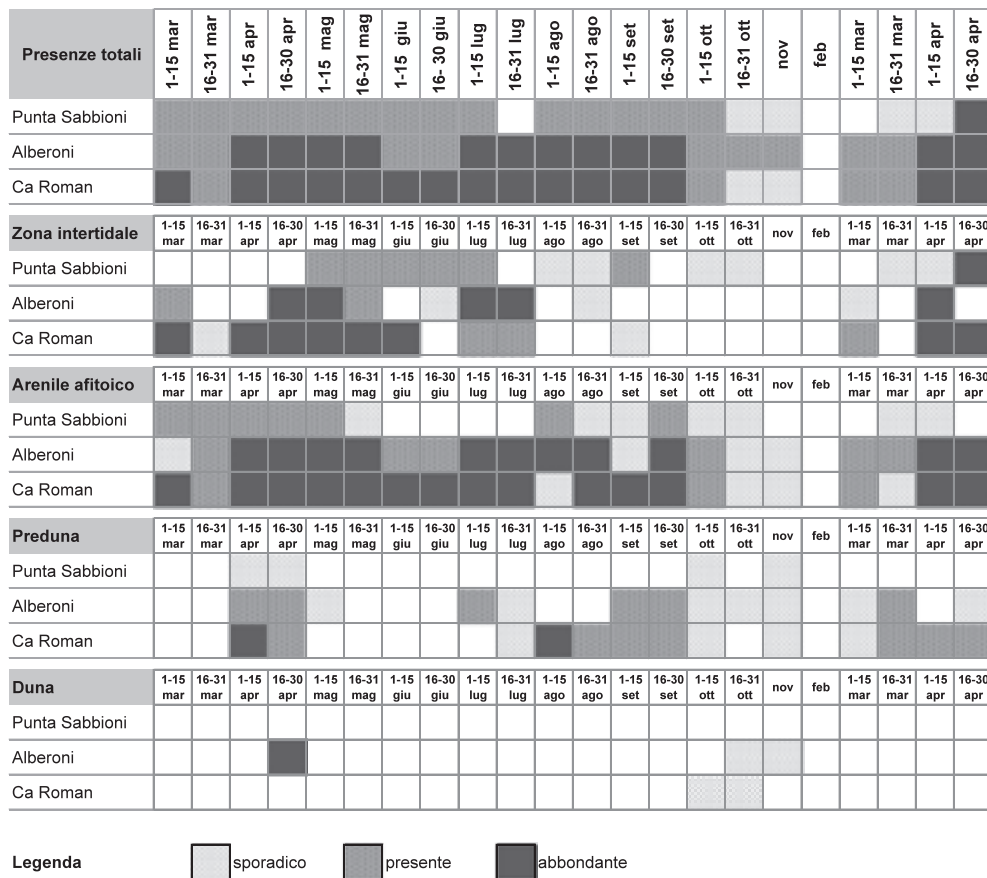 Presenze totali 1-15 mar 16-31 mar 1-15 apr 16-30 apr 1-15 mag 16-31 mag 1-15 giu 16- 30 giu 1-15 lug 16-31 lug 1-15 ago 16-31 ago 1-15 set 16-30 set 1-15 ott 16-31 ott nov feb 1-15 mar 16-31 mar 1-15 apr 16-30 apr
Punta Sabbioni
Alberoni
Ca Roman
Zona intertidale 1-15 mar 16-31 mar 1-15 apr 16-30 apr 1-15 mag 16-31 mag 1-15 giu 16-30 giu 1-15 lug 16-31 lug 1-15 ago 16-31 ago 1-15 set 16-30 set 1-15 ott 16-31 ott nov feb 1-15 mar 16-31 mar 1-15 apr 16-30 apr
Punta Sabbioni
Alberoni
Ca Roman
Arenile afitoico 1-15 mar 16-31 mar 1-15 apr 16-30 apr 1-15 mag 16-31 mag 1-15 giu 16-30 giu 1-15 lug 16-31 lug 1-15 ago 16-31 ago 1-15 set 16-30 set 1-15 ott 16-31 ott nov feb 1-15 mar 16-31 mar 1-15 apr 16-30 apr
Punta Sabbioni
Alberoni
Ca Roman
Preduna 1-15 mar 16-31 mar 1-15 apr 16-30 apr 1-15 mag 16-31 mag 1-15 giu 16-30 giu 1-15 lug 16-31 lug 1-15 ago 16-31 ago 1-15 set 16-30 set 1-15 ott 16-31 ott nov feb 1-15 mar 16-31 mar 1-15 apr 16-30 apr
Punta Sabbioni
Alberoni
Ca Roman
Duna 1-15 mar 16-31 mar 1-15 apr 16-30 apr 1-15 mag 16-31 mag 1-15 giu 16-30 giu 1-15 lug 16-31 lug 1-15 ago 16-31 ago 1-15 set 16-30 set 1-15 ott 16-31 ott nov feb 1-15 mar 16-31 mar 1-15 apr 16-30 apr
Punta Sabbioni
Alberoni
Ca Roman
Legenda sporadico presente abbondante